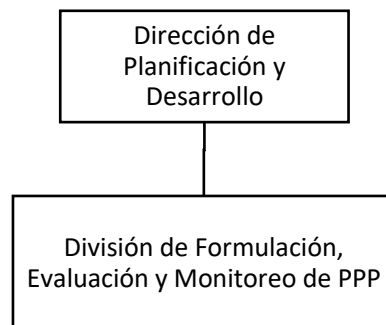 Dirección de
Planificación y
Desarrollo
División de Formulación,
Evaluación y Monitoreo de PPP